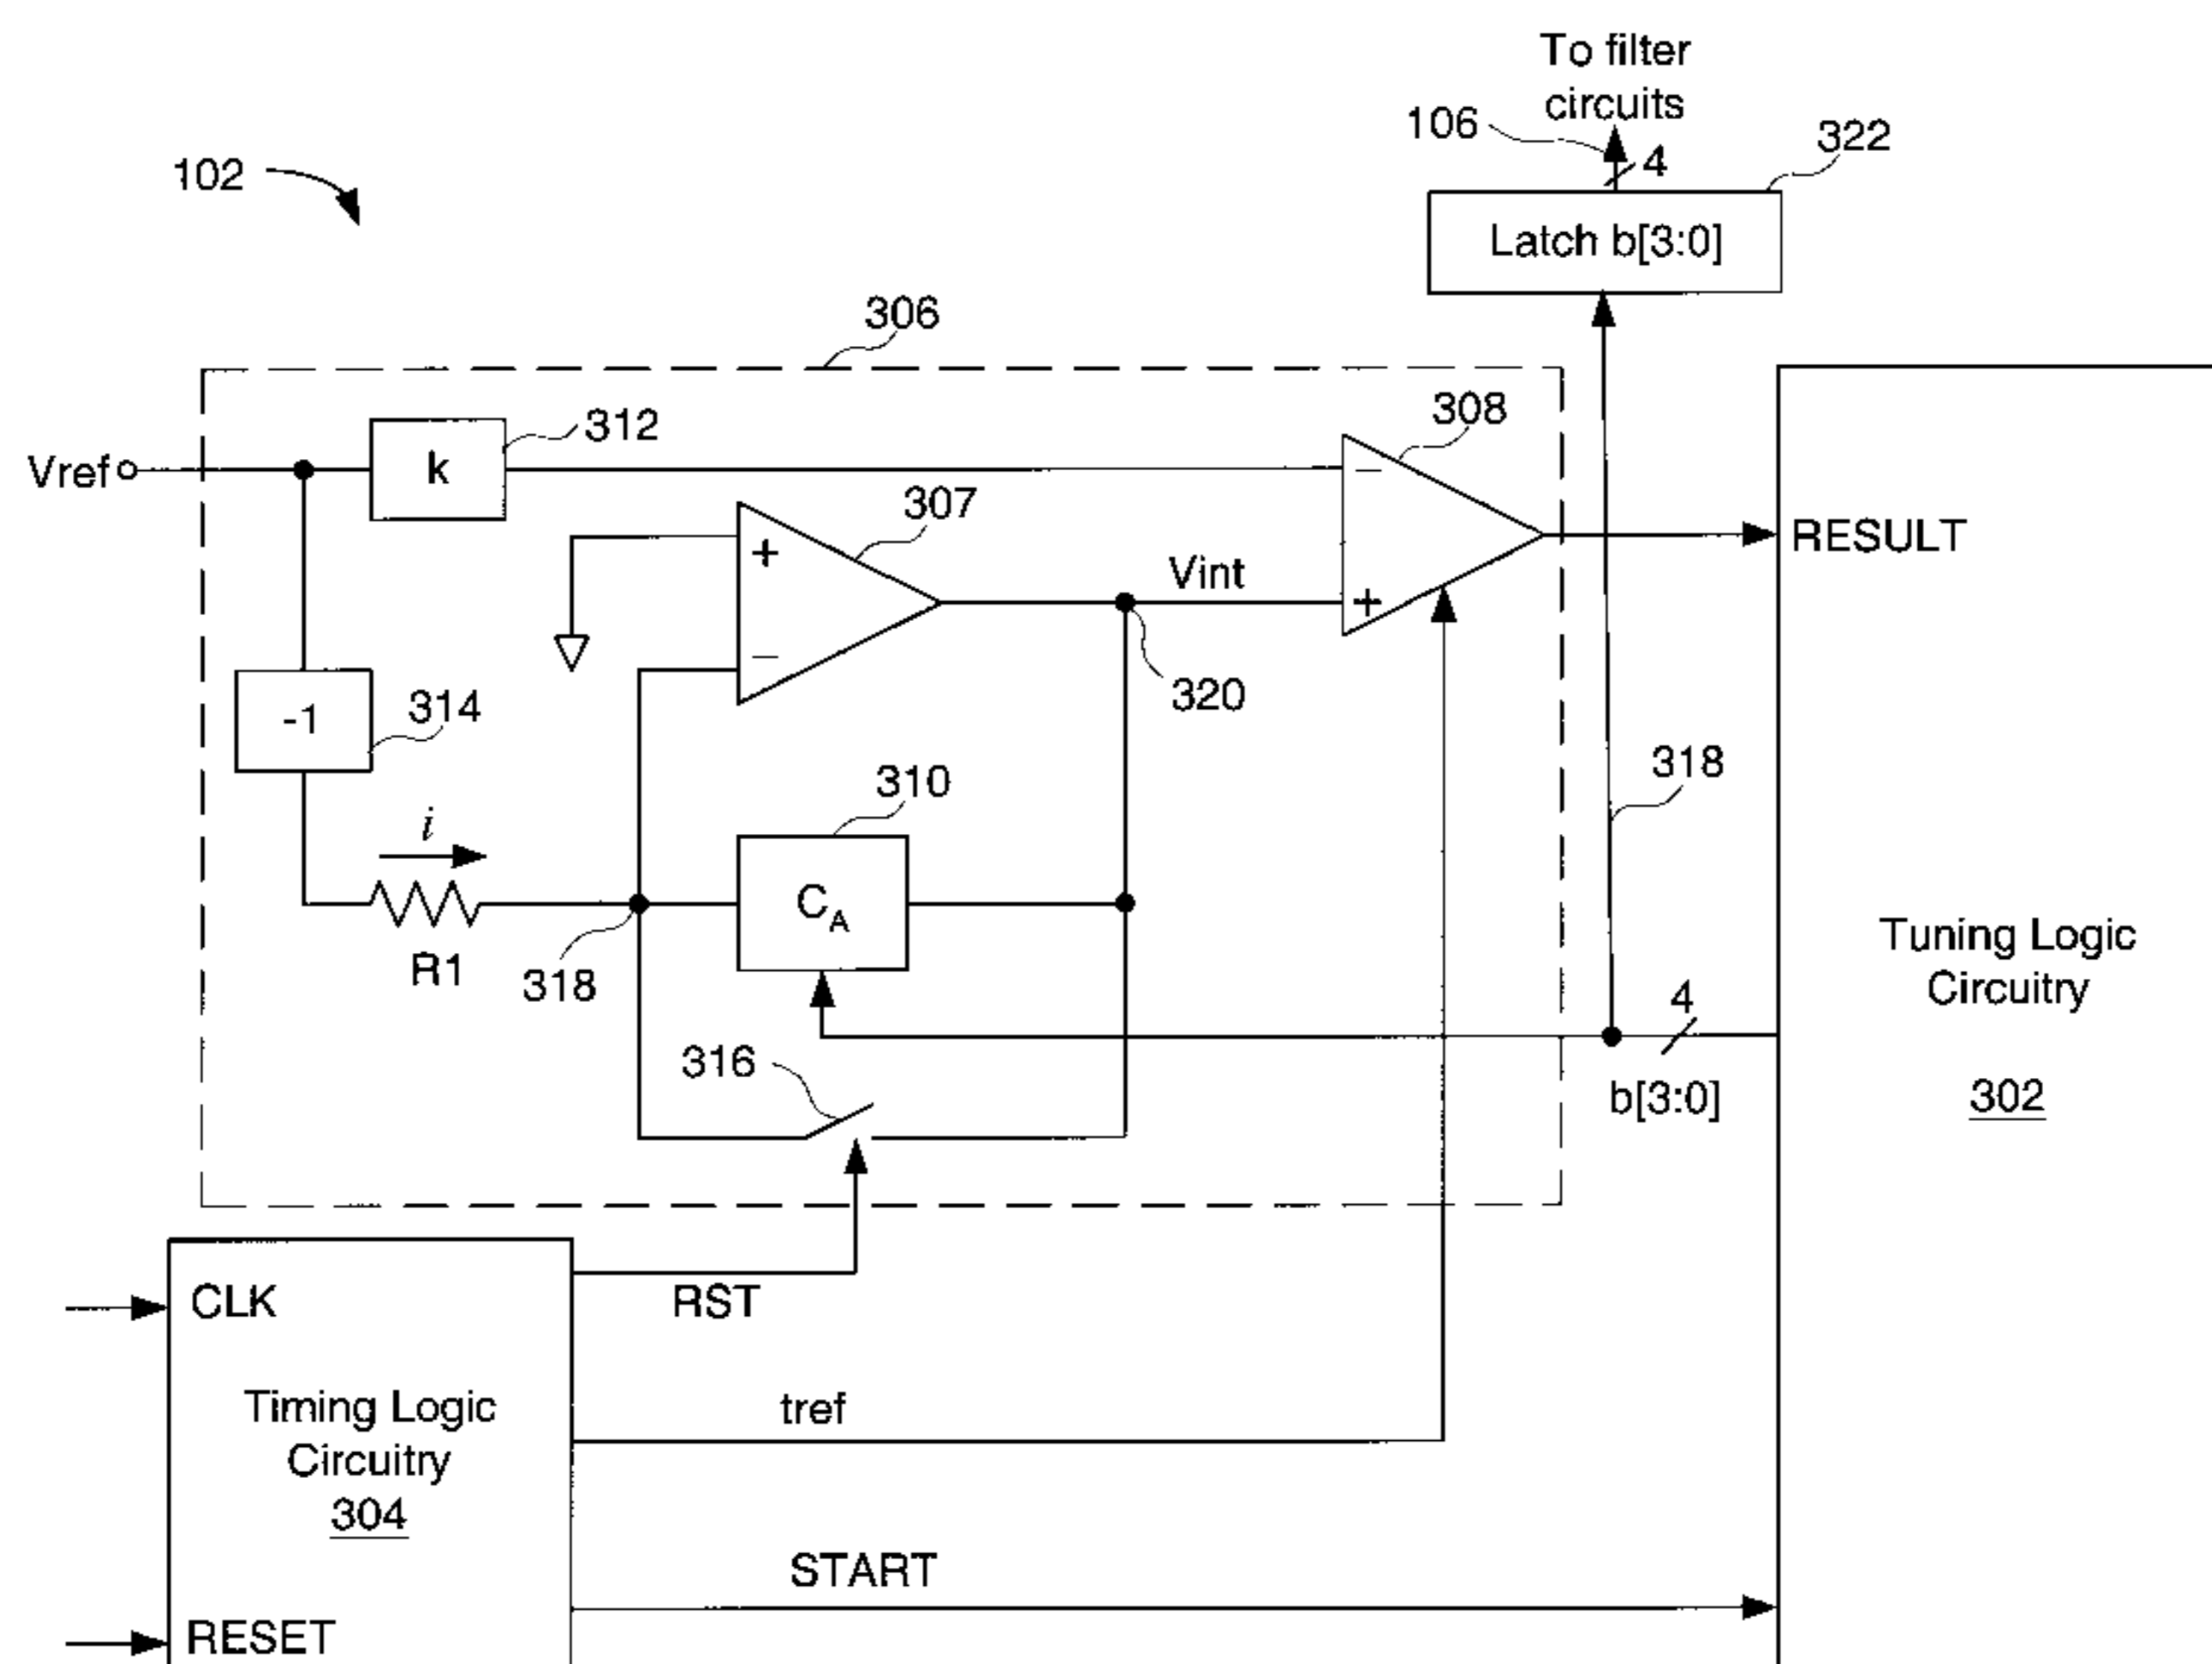 To filter
circuits
106
4
322
102
Latch b[3:0]
306
308
312
Vref
k
−
307
+
RESULT
Vint
+
−
320
-1
314
318
310
i
C_A
Tuning Logic
Circuitry
R1
318
4
316
b[3:0]
302
CLK
RST
Timing Logic
Circuitry
tref
304
START
RESET